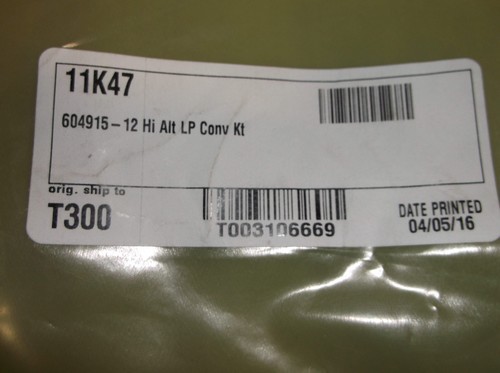 11K47
604915-12 Hi Alt LP Conv Kt
orig. ship to
T300
T003106669
DATE PRINTED
04/05/16